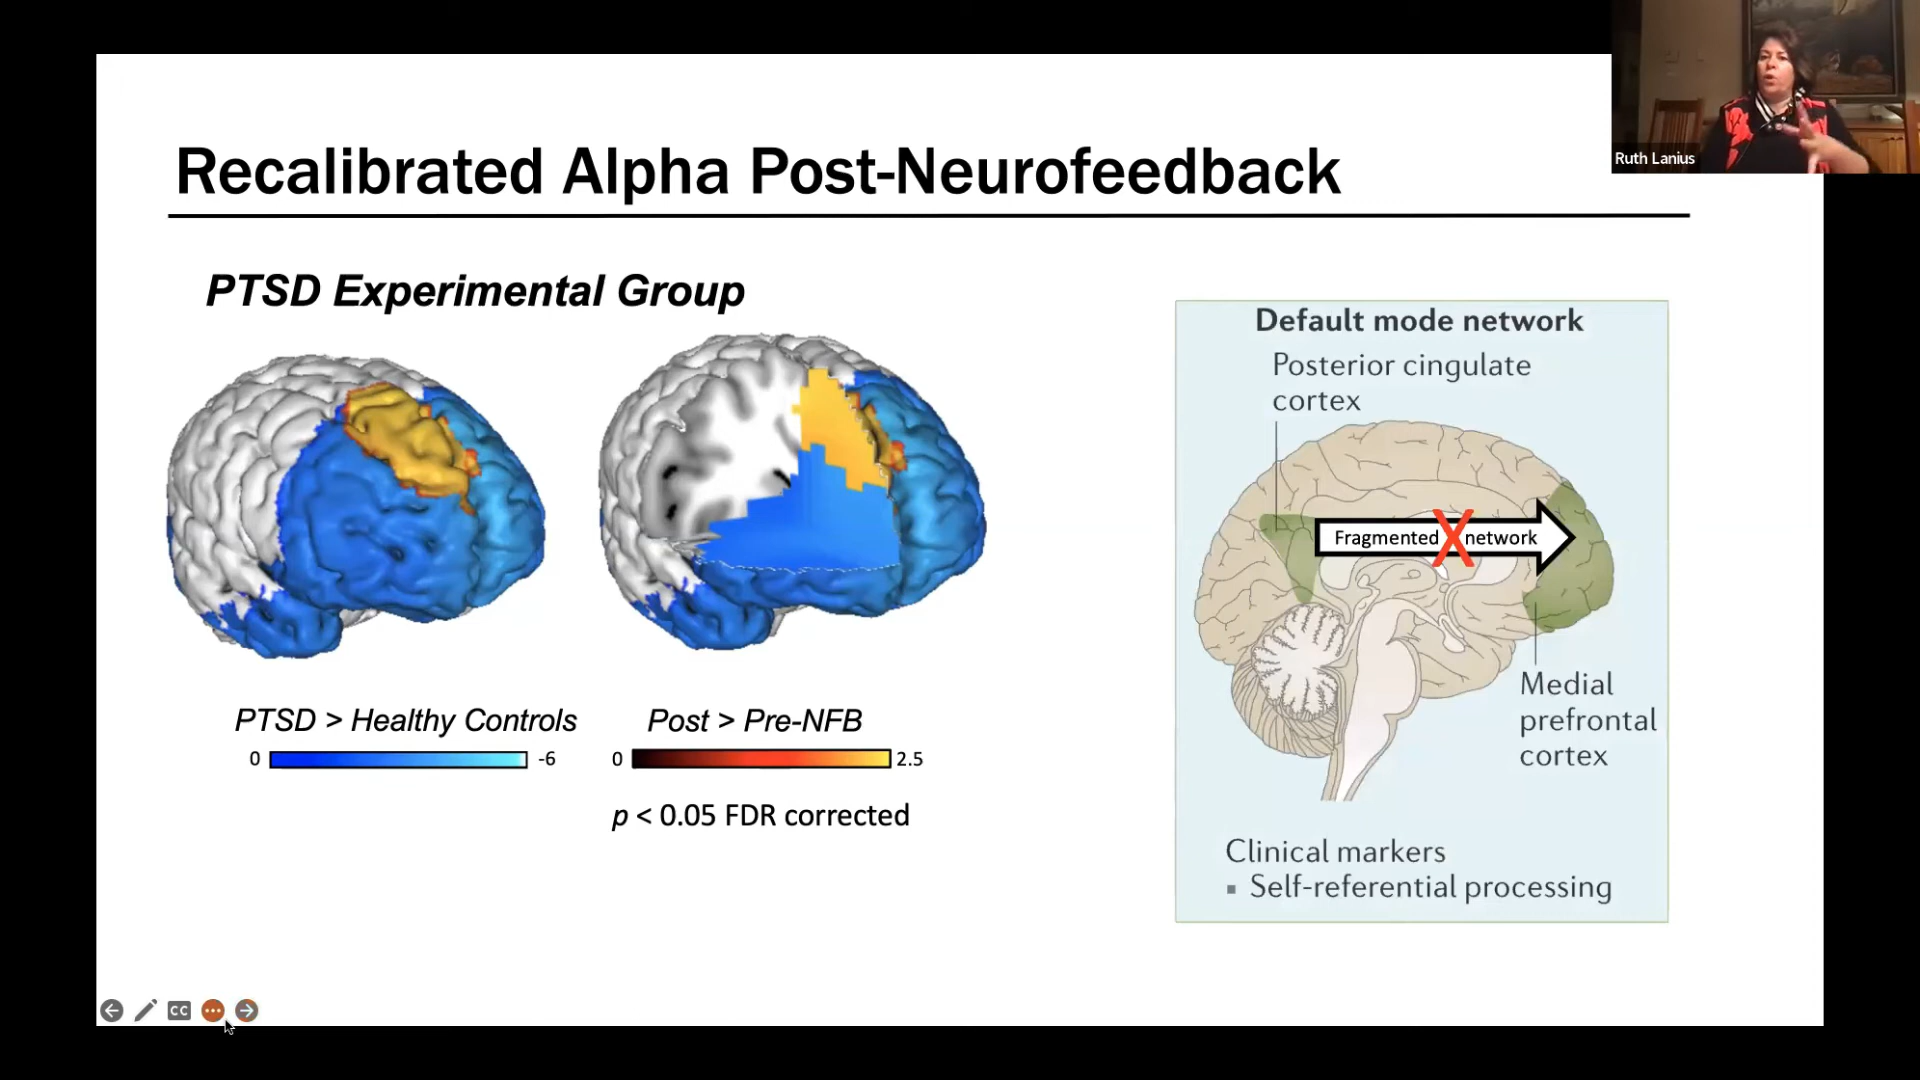 Recalibrated Alpha Post-Neurofeedback
Ruth Lanius
PTSD Experimental Group
PTSD > Healthy Controls
0
-6
Post > Pre-NFB
0
2.5
p < 0.05 FDR corrected
Default mode network
Posterior cingulate
cortex
Fragmented X network
Medial
prefrontal
cortex
Clinical markers
▪ Self-referential processing
CC